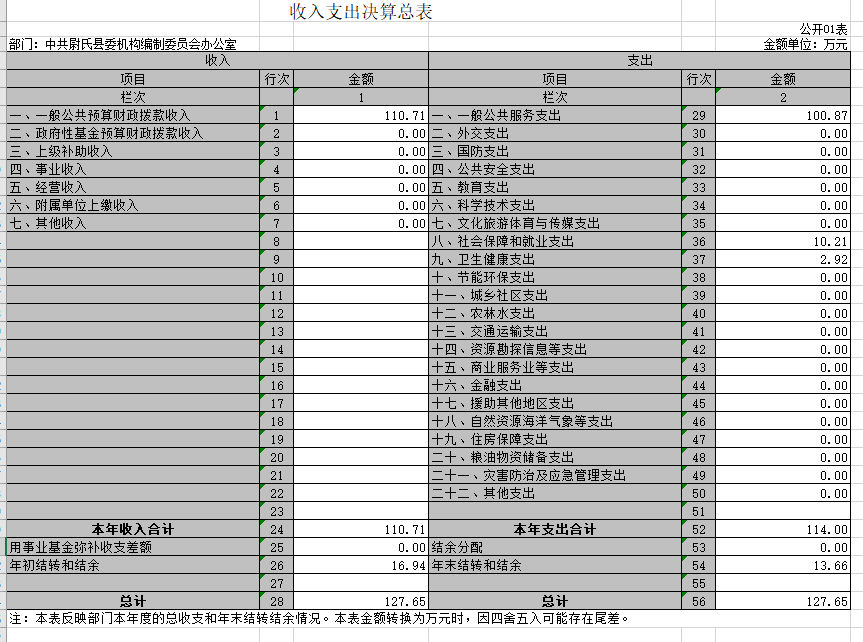 收入支出决算总表
公开01表
部门：中共尉氏县委机构编制委员会办公室 金额单位：万元
收入 支出
项目 行次 金额 项目 行次 金额
栏次 1 栏次 2
一、一般公共预算财政拨款收入 1 110.71 一、一般公共服务支出 29 100.87
二、政府性基金预算财政拨款收入 2 0.00 二、外交支出 30 0.00
三、上级补助收入 3 0.00 三、国防支出 31 0.00
四、事业收入 4 0.00 四、公共安全支出 32 0.00
五、经营收入 5 0.00 五、教育支出 33 0.00
六、附属单位上缴收入 6 0.00 六、科学技术支出 34 0.00
七、其他收入 7 0.00 七、文化旅游体育与传媒支出 35 0.00
8 八、社会保障和就业支出 36 10.21
9 九、卫生健康支出 37 2.92
10 十、节能环保支出 38 0.00
11 十一、城乡社区支出 39 0.00
12 十二、农林水支出 40 0.00
13 十三、交通运输支出 41 0.00
14 十四、资源勘探信息等支出 42 0.00
15 十五、商业服务业等支出 43 0.00
16 十六、金融支出 44 0.00
17 十七、援助其他地区支出 45 0.00
18 十八、自然资源海洋气象等支出 46 0.00
19 十九、住房保障支出 47 0.00
20 二十、粮油物资储备支出 48 0.00
21 二十一、灾害防治及应急管理支出 49 0.00
22 二十二、其他支出 50 0.00
23 51
本年收入合计 24 110.71 本年支出合计 52 114.00
用事业基金弥补收支差额 25 0.00 结余分配 53 0.00
年初结转和结余 26 16.94 年末结转和结余 54 13.66
27 55
总计 28 127.65 总计 56 127.65
注：本表反映部门本年度的总收支和年末结转结余情况。本表金额转换为万元时，因四舍五入可能存在尾差。